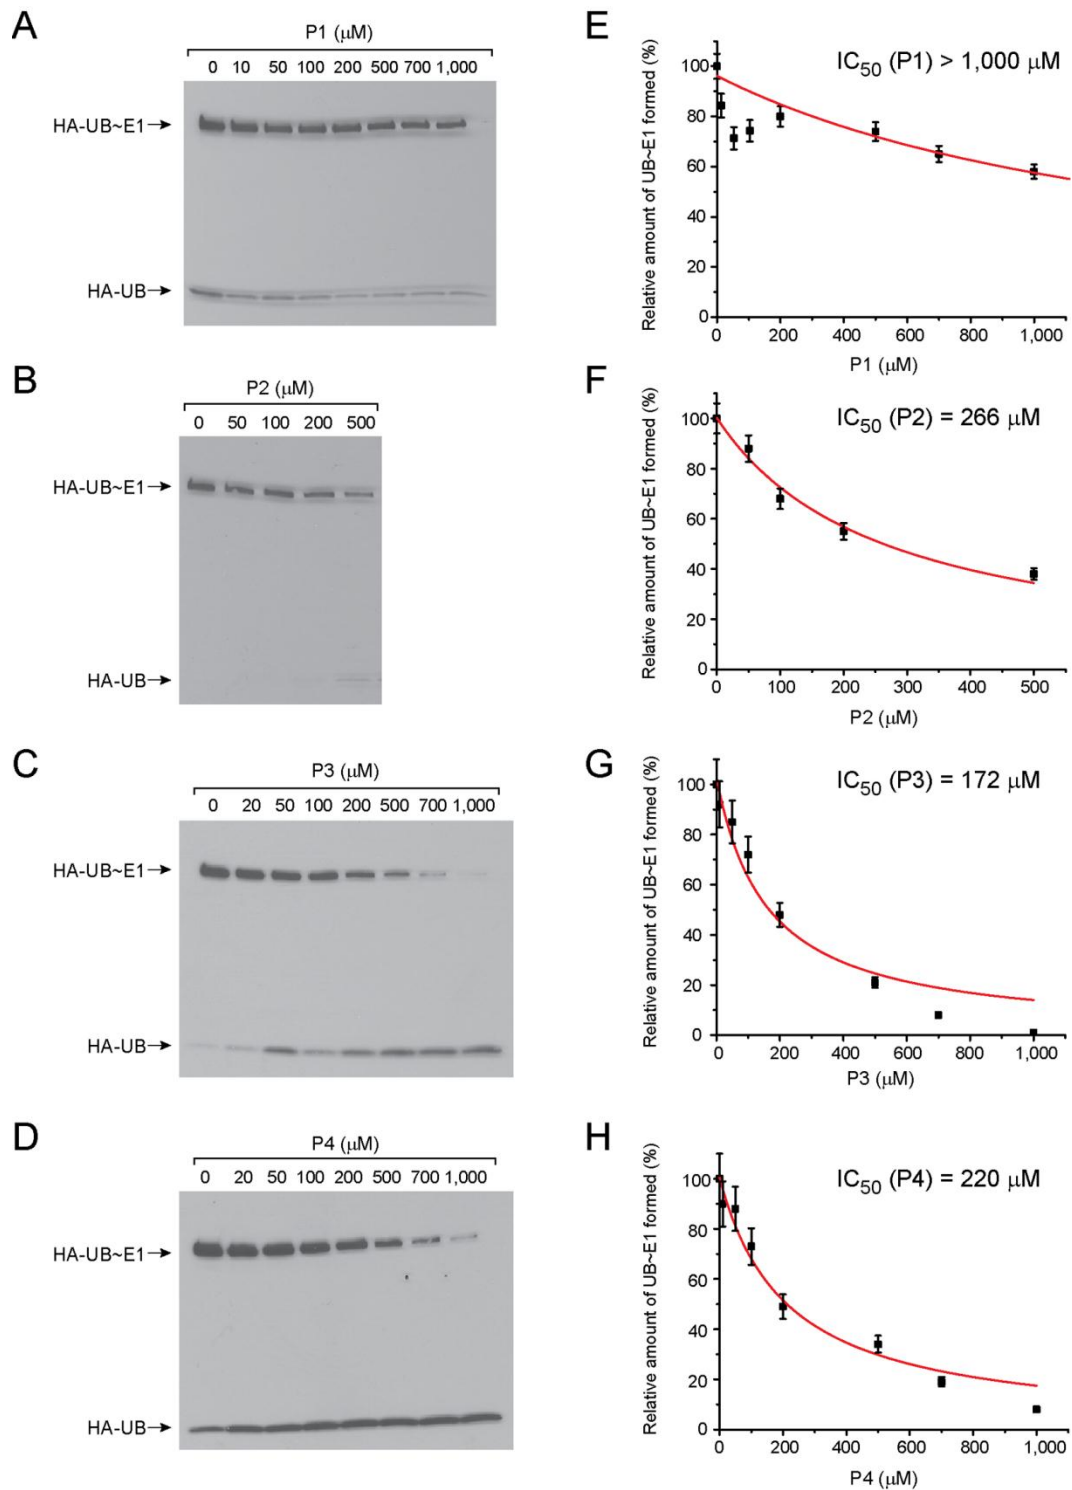 A
P1 (μM)
0 10 50 100 200 500 700 1,000
HA-UB~E1
HA-UB
E
Relative amount of UB~E1 formed (%)
100
80
60
40
20
0
IC50 (P1) > 1,000 μM
0 200 400 600 800 1,000
P1 (μM)
B
P2 (μM)
0 50 100 200 500
HA-UB~E1
HA-UB
F
Relative amount of UB~E1 formed (%)
100
80
60
40
20
0
IC50 (P2) = 266 μM
0 100 200 300 400 500
P2 (μM)
C
P3 (μM)
0 20 50 100 200 500 700 1,000
HA-UB~E1
HA-UB
G
Relative amount of UB~E1 formed (%)
100
80
60
40
20
0
IC50 (P3) = 172 μM
0 200 400 600 800 1,000
P3 (μM)
D
P4 (μM)
0 20 50 100 200 500 700 1,000
HA-UB~E1
HA-UB
H
Relative amount of UB~E1 formed (%)
100
80
60
40
20
0
IC50 (P4) = 220 μM
0 200 400 600 800 1,000
P4 (μM)